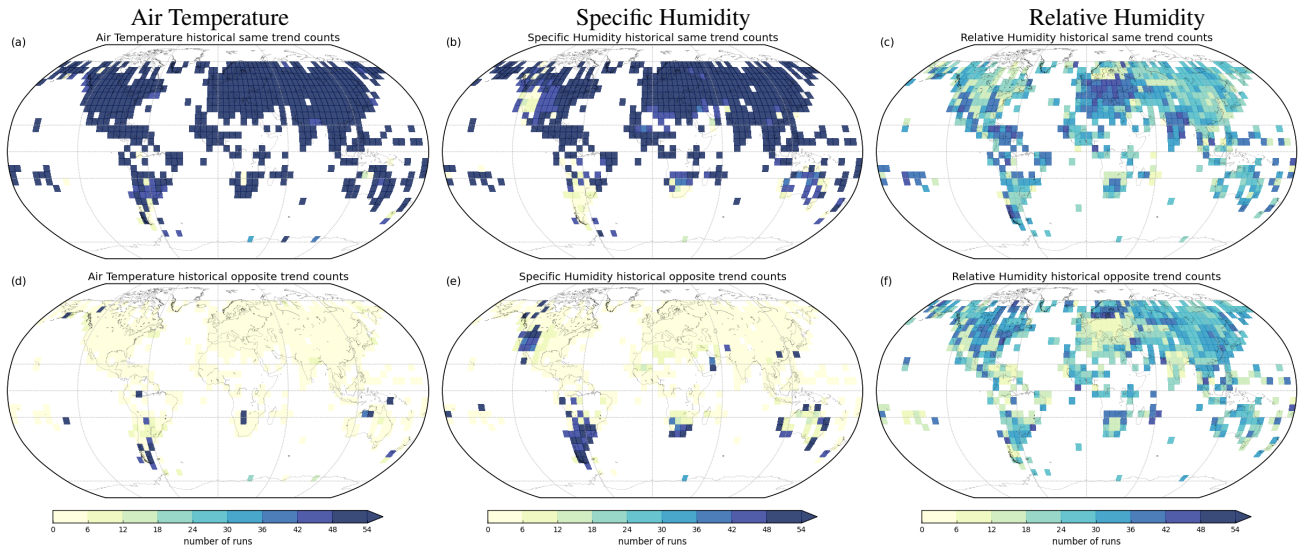 Air Temperature
Specific Humidity
Relative Humidity
(a)
Air Temperature historical same trend counts
(b)
Specific Humidity historical same trend counts
(c)
Relative Humidity historical same trend counts
(d)
Air Temperature historical opposite trend counts
(e)
Specific Humidity historical opposite trend counts
(f)
Relative Humidity historical opposite trend counts
0 6 12 18 24 30 36 42 48 54
number of runs
0 6 12 18 24 30 36 42 48 54
number of runs
0 6 12 18 24 30 36 42 48 54
number of runs